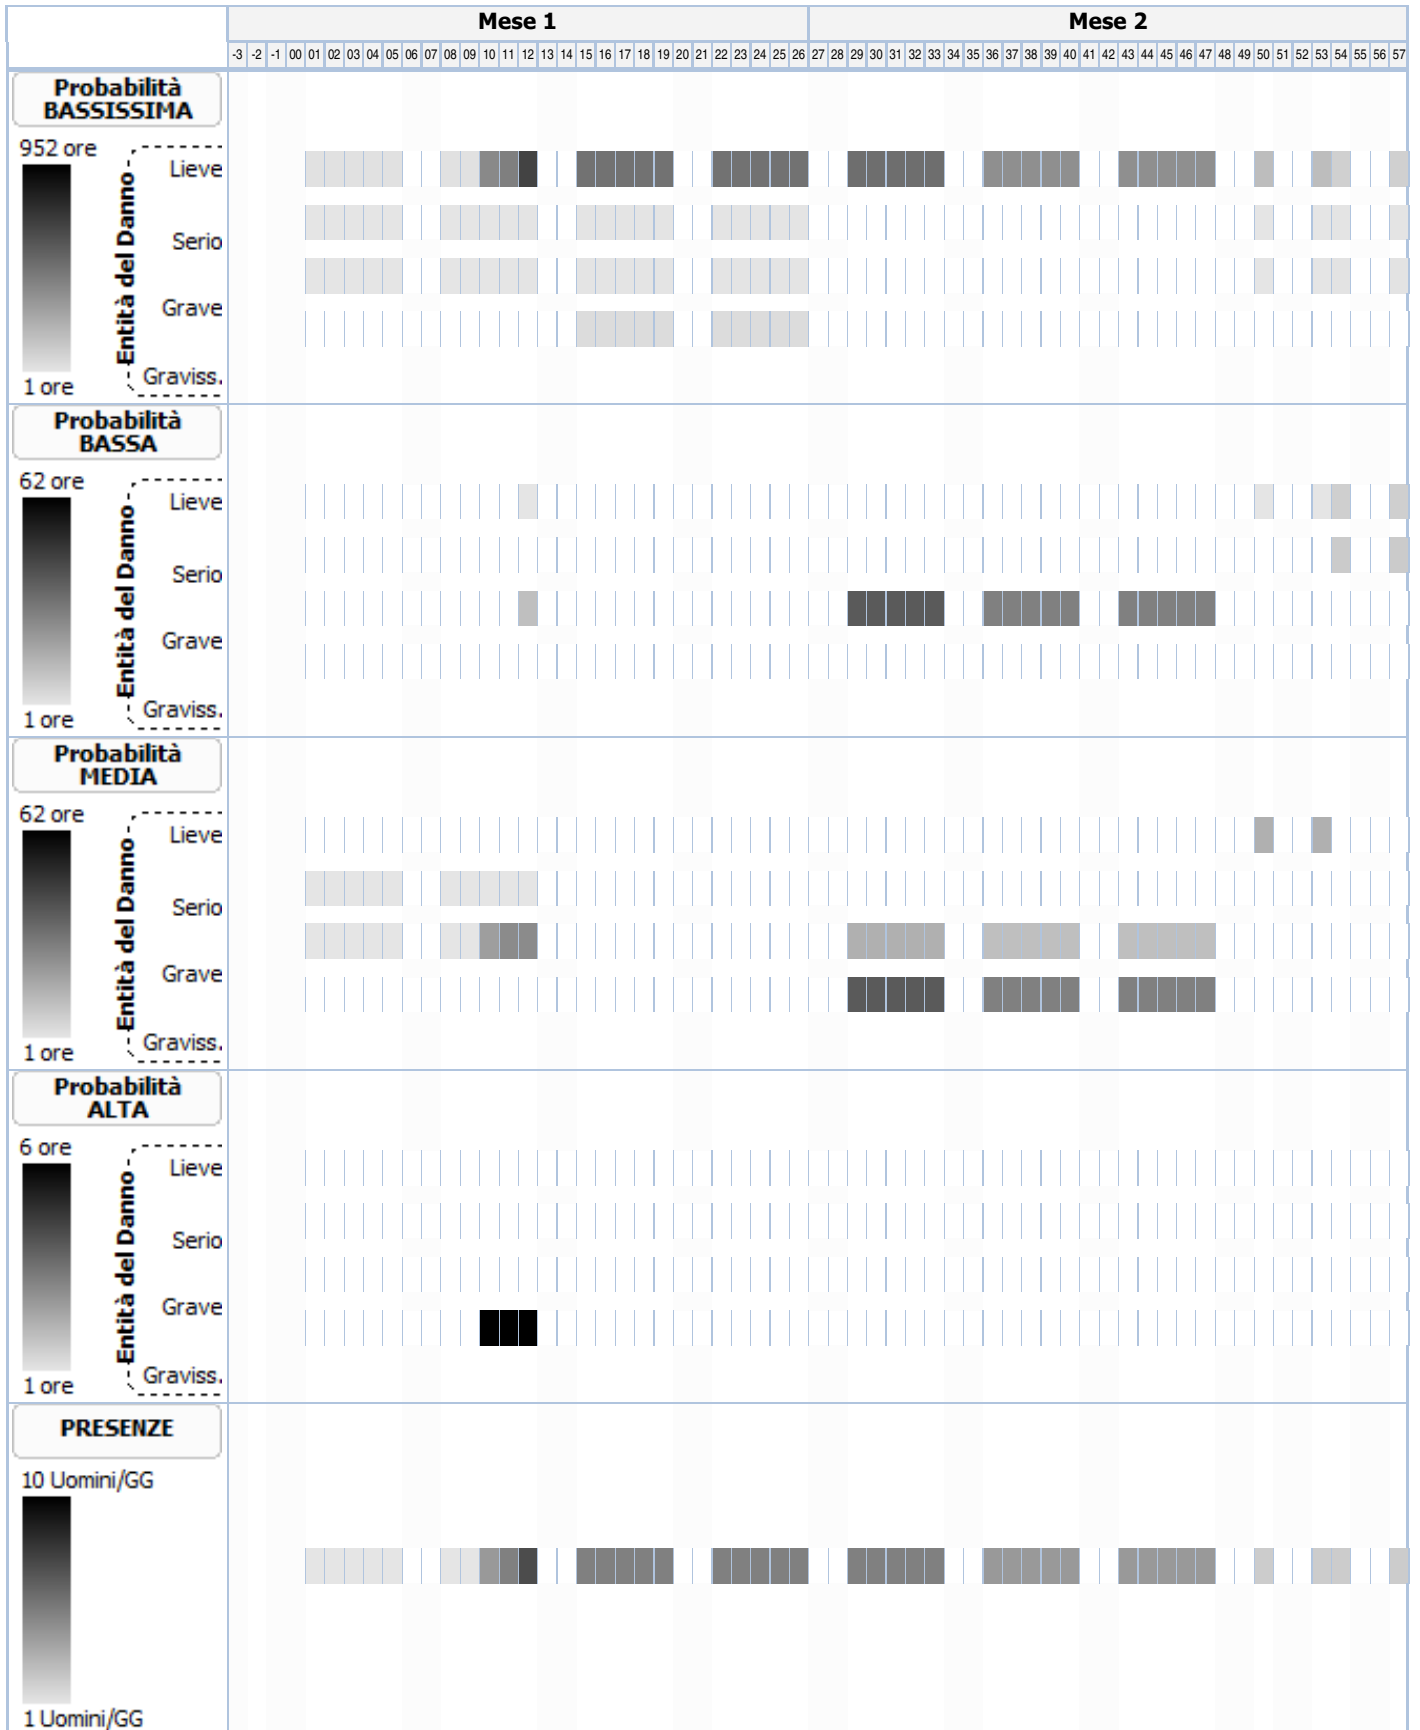 Mese 1 Mese 2
-3 -2 -1 00 01 02 03 04 05 06 07 08 09 10 11 12 13 14 15 16 17 18 19 20 21 22 23 24 25 26 27 28 29 30 31 32 33 34 35 36 37 38 39 40 41 42 43 44 45 46 47 48 49 50 51 52 53 54 55 56 57
Probabilità
BASSISSIMA
952 ore
Entità del Danno
Lieve
Serio
Grave
Graviss.
1 ore
Probabilità
BASSA
62 ore
Entità del Danno
Lieve
Serio
Grave
Graviss.
1 ore
Probabilità
MEDIA
62 ore
Entità del Danno
Lieve
Serio
Grave
Graviss.
1 ore
Probabilità
ALTA
6 ore
Entità del Danno
Lieve
Serio
Grave
Graviss.
1 ore
PRESENZE
10 Uomini/GG
1 Uomini/GG